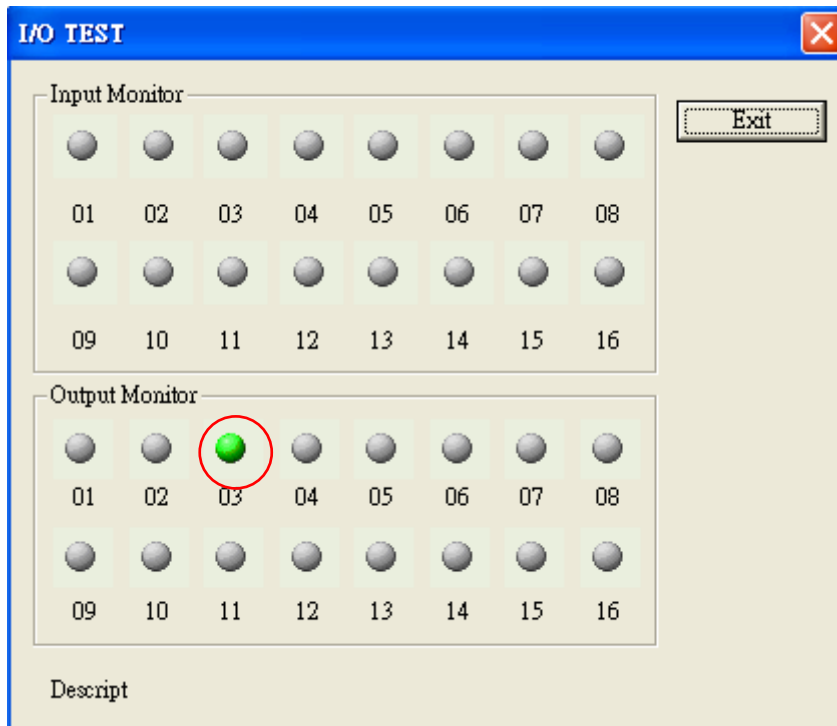 I/O TEST
Input Monitor
Exit
01 02 03 04 05 06 07 08
09 10 11 12 13 14 15 16
Output Monitor
01 02 03 04 05 06 07 08
09 10 11 12 13 14 15 16
Descript